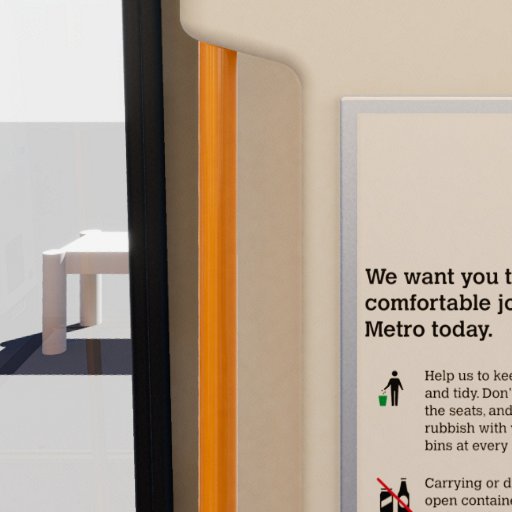 We want you t
comfortable jo
Metro today.
Help us to kee
and tidy. Don'
the seats, and
rubbish with
bins at every
Carrying or d
open containe